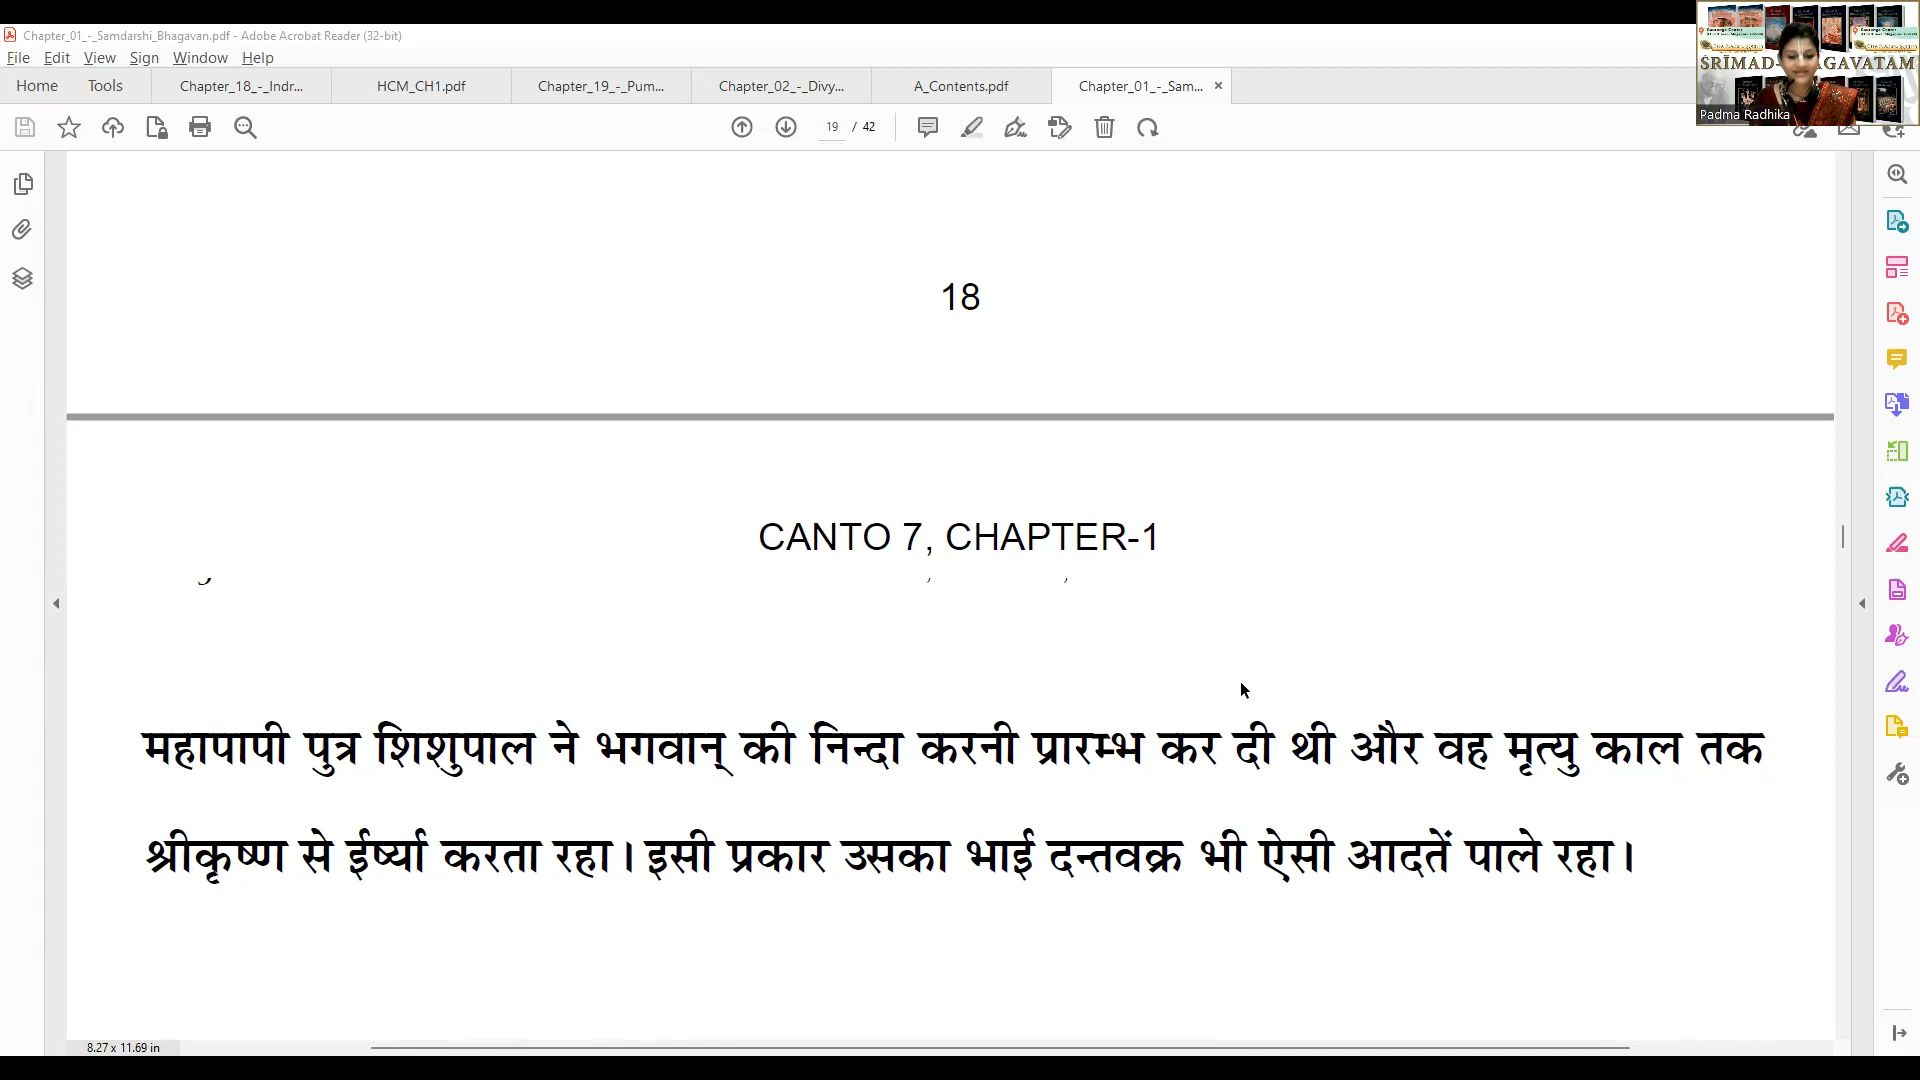 Chapter_01_-_Samdarshi_Bhagavan.pdf - Adobe Acrobat Reader (32-bit)
File Edit View Sign Window Help
Home Tools Chapter_18_-_Indr... HCM_CH1.pdf Chapter_19_-_Pum... Chapter_02_-_Divy... A_Contents.pdf Chapter_01_-_Sam... ×
19 / 42
Padma Radhika
18
CANTO 7, CHAPTER-1
महापापी पुत्र शिशुपाल ने भगवान् की निन्दा करनी प्रारम्भ कर दी थी और वह मृत्यु काल तक
श्रीकृष्ण से ईर्ष्या करता रहा। इसी प्रकार उसका भाई दन्तवक्र भी ऐसी आदतें पाले रहा।
8.27 x 11.69 in